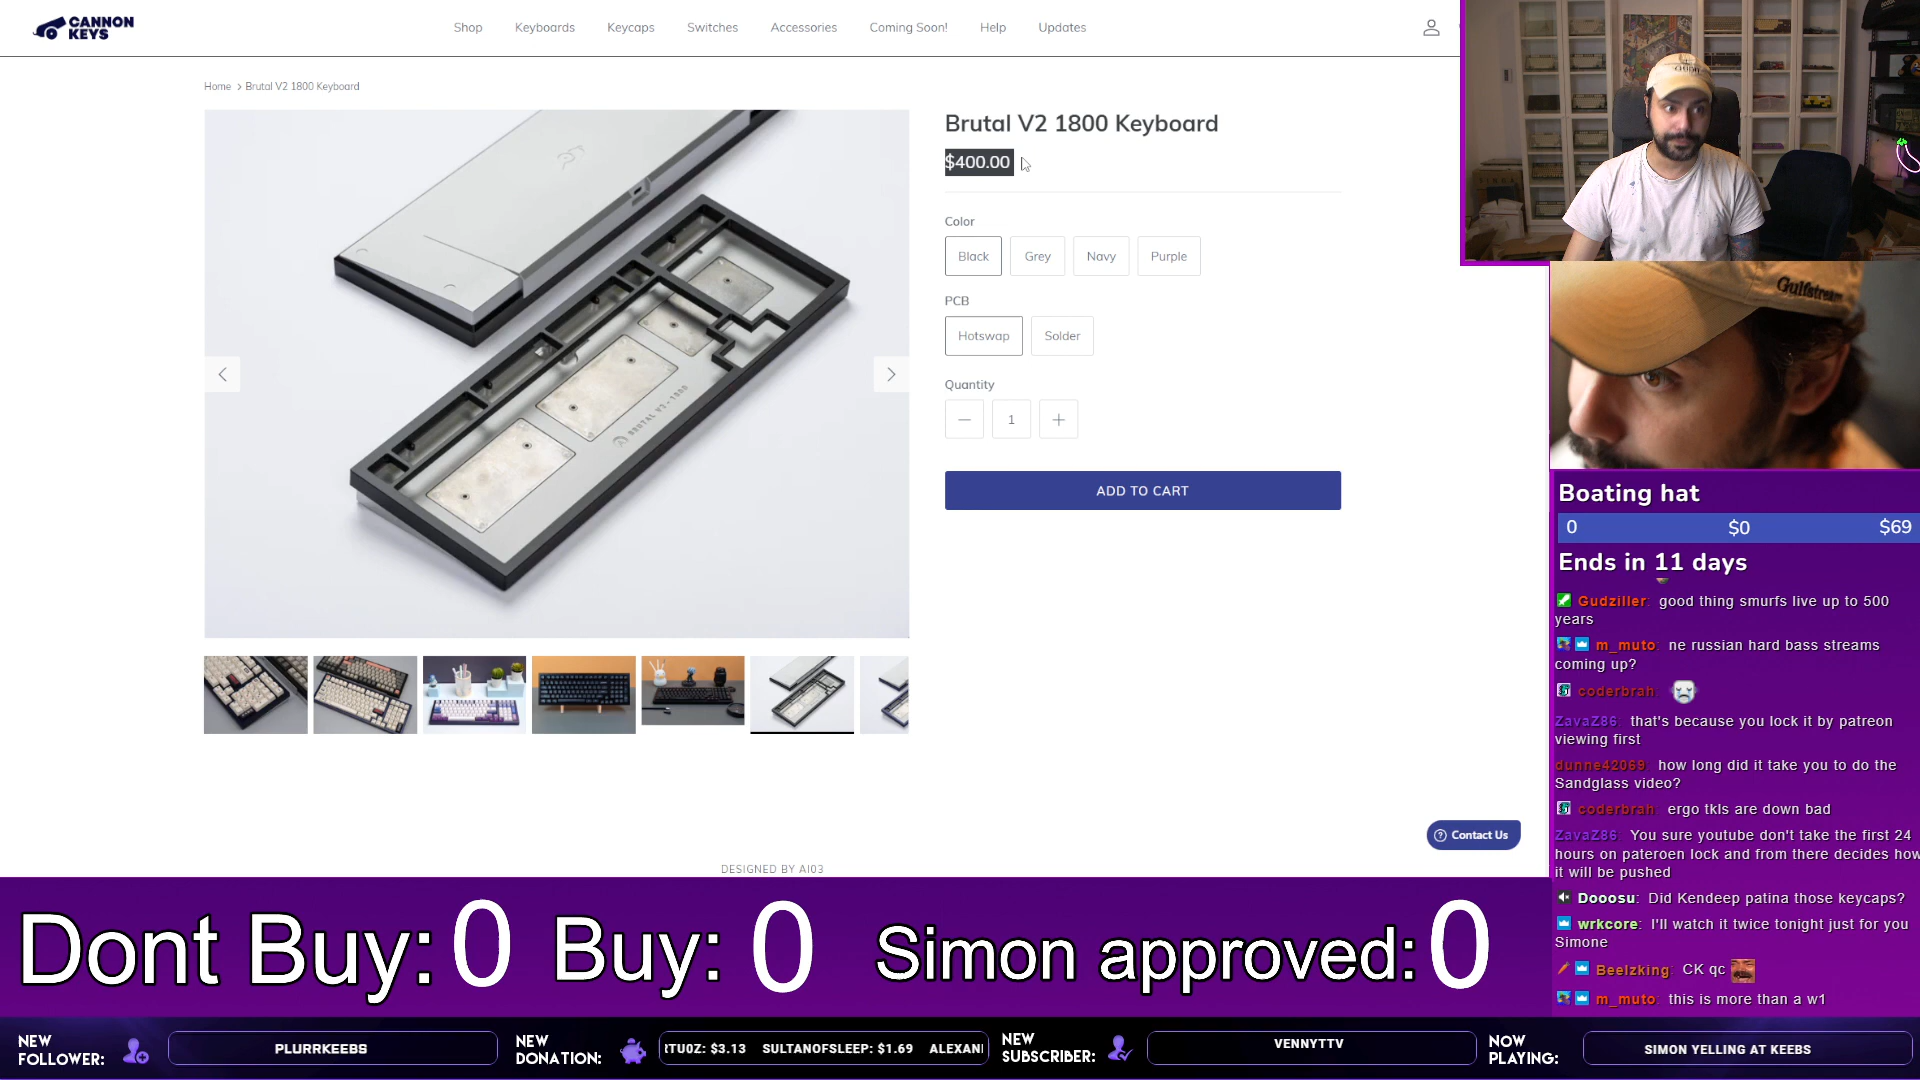 CANNON
KEYS
Shop
Keyboards
Keycaps
Switches
Accessories
Coming Soon!
Help
Updates
Home > Brutal V2 1800 Keyboard
Brutal V2 1800 Keyboard
$400.00
Color
Black
Grey
Navy
Purple
PCB
Hotswap
Solder
Quantity
1
ADD TO CART
BRUTAL V2 - 1800
Contact Us
DESIGNED BY AI03
Gulfstream
Boating hat
0 $0 $69
Ends in 11 days
Gudziller: good thing smurfs live up to 500
years
m_muto: ne russian hard bass streams
coming up?
coderbrah:
ZavaZ86: that's because you lock it by patreon
viewing first
dunne42069: how long did it take you to do the
Sandglass video?
coderbrah: ergo tkls are down bad
ZavaZ86: You sure youtube don't take the first 24
hours on pateroen lock and from there decides how
it will be pushed
Dooosu: Did Kendeep patina those keycaps?
wrkcore: I'll watch it twice tonight just for you
Simone
Beelzking: CK qc
m_muto: this is more than a w1
Dont Buy: 0 Buy: 0 Simon approved: 0
NEW
FOLLOWER:
PLURRKEEBS
NEW
DONATION:
RTU0Z: $3.13 SULTANOFSLEEP: $1.69 ALEXAN
NEW
SUBSCRIBER:
VENNYTTV
NOW
PLAYING:
SIMON YELLING AT KEEBS